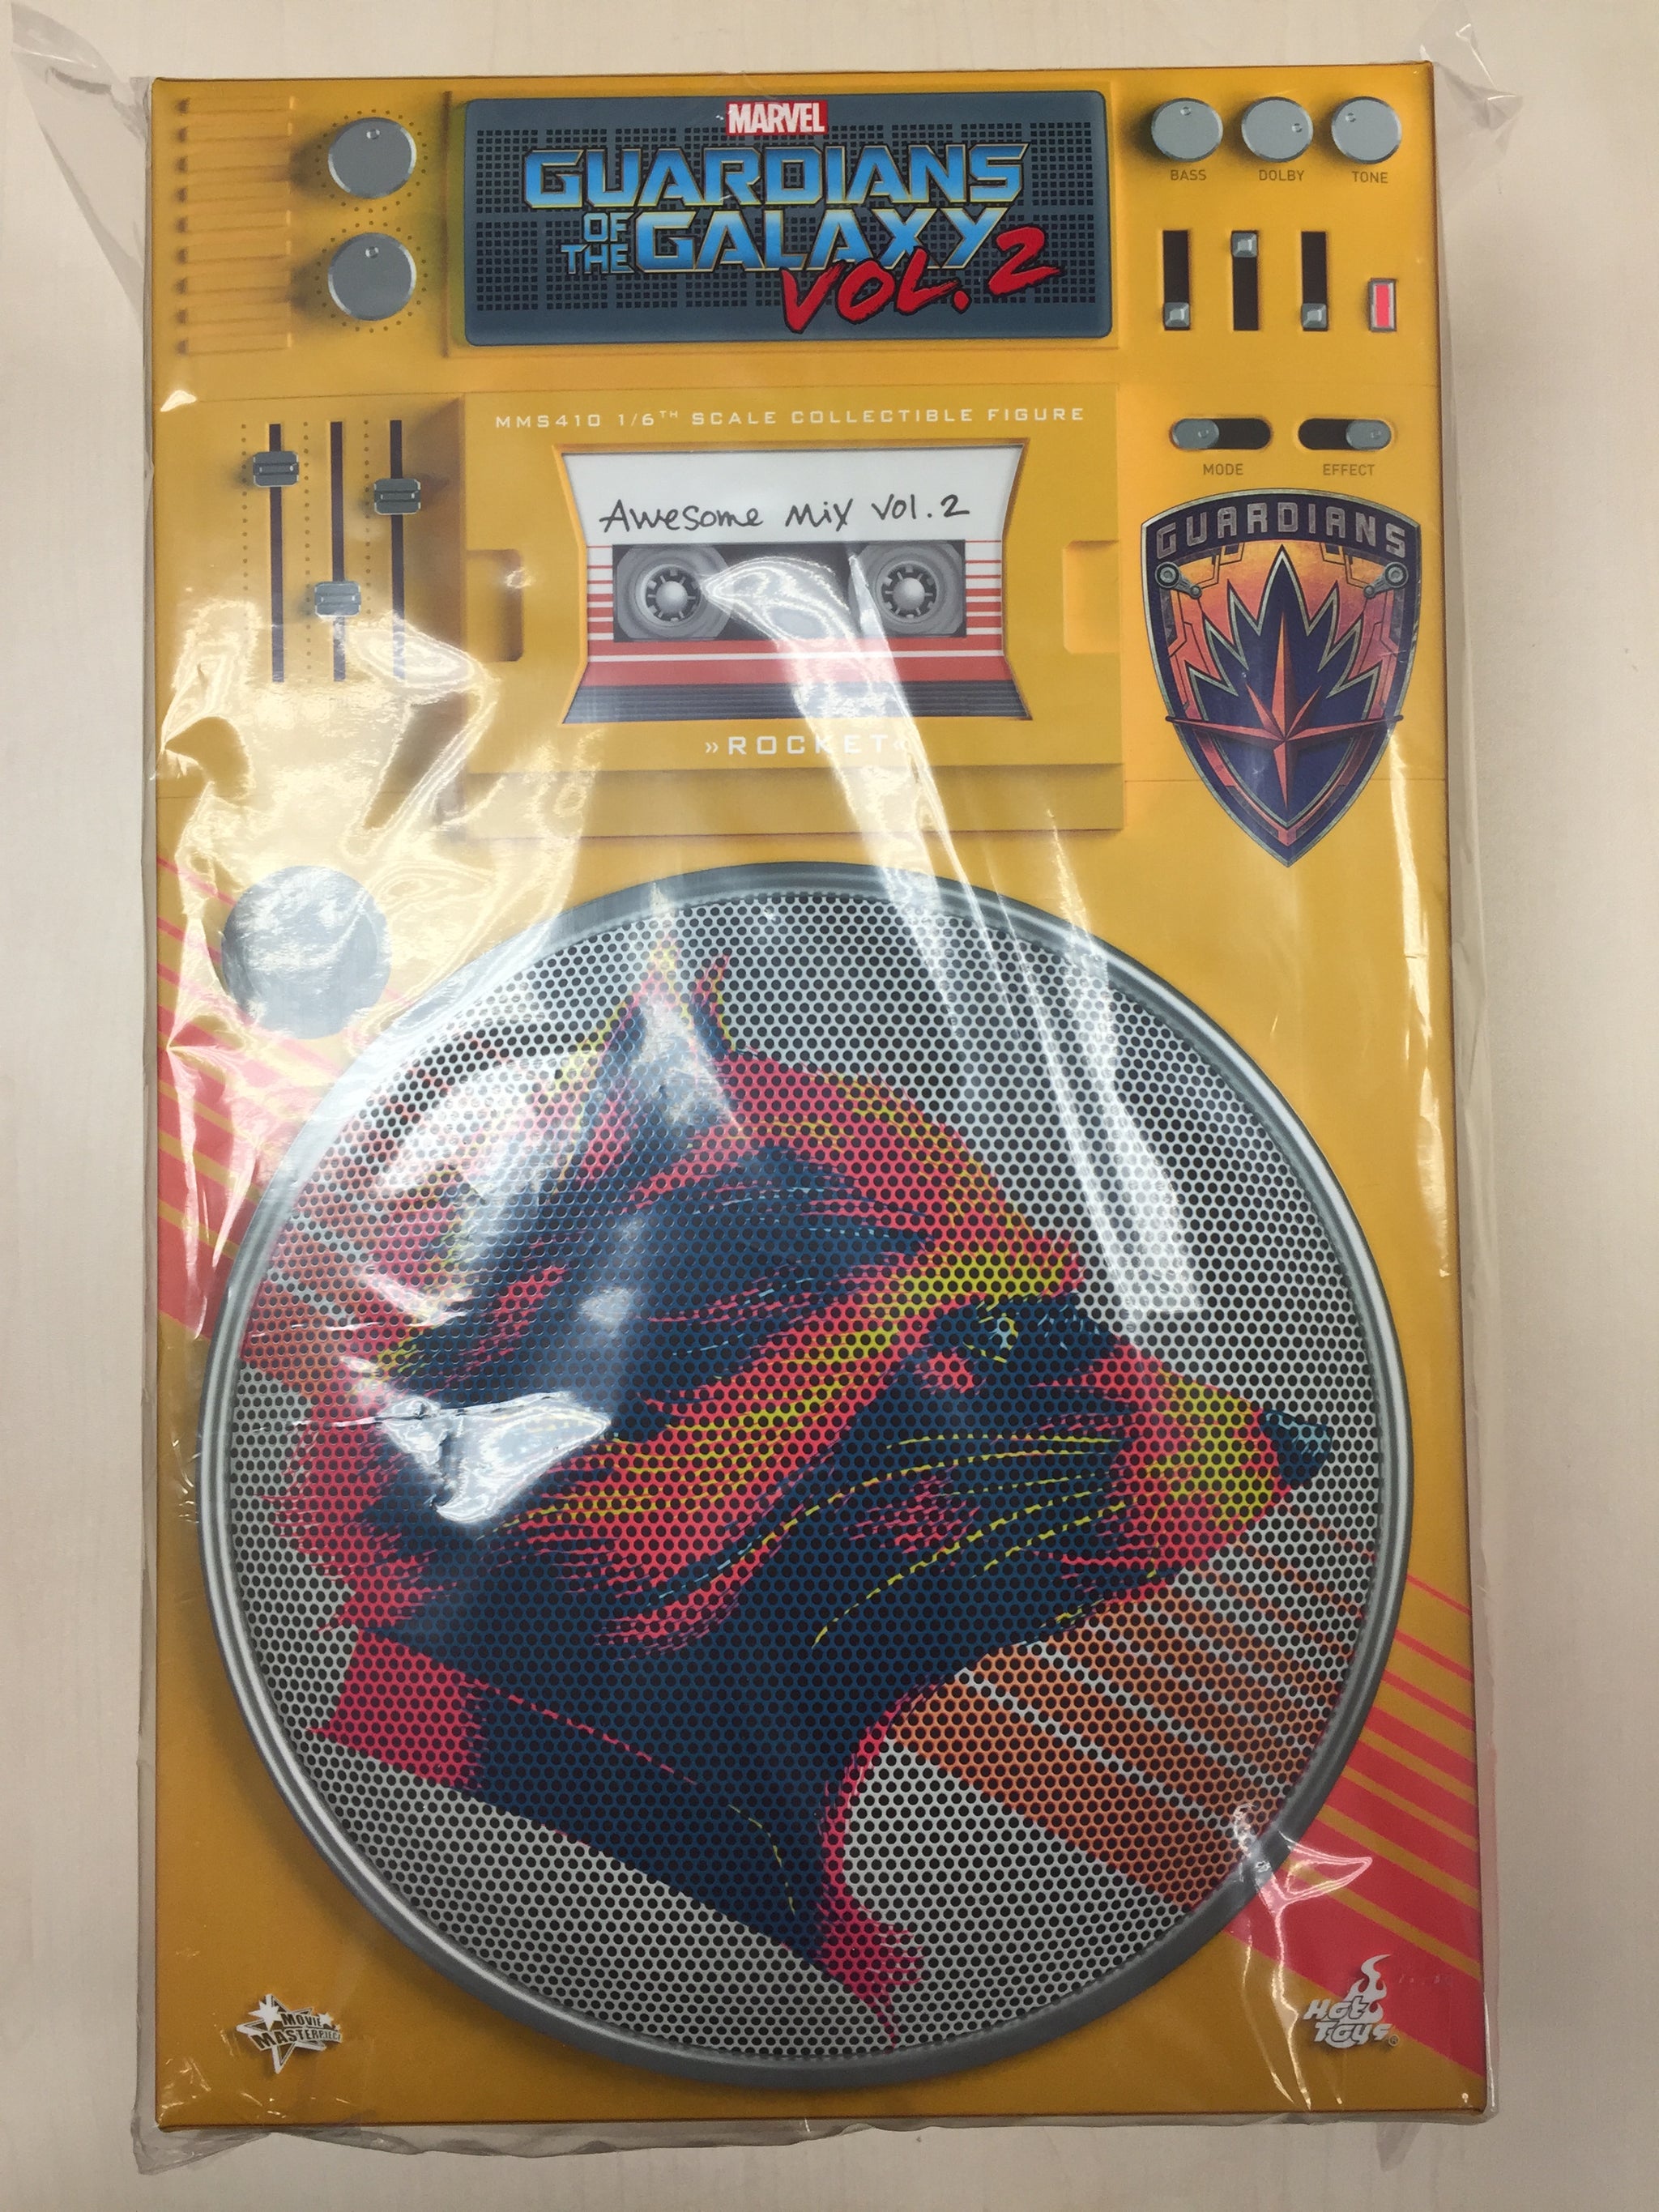 MARVEL
GUARDIANS
OF THE GALAXY
VOL. 2
BASS DOLBY TONE
MMS410 1/6TH SCALE COLLECTIBLE FIGURE
MODE EFFECT
Awesome Mix Vol. 2
GUARDIANS
»ROCKET«
MOVIE
MASTERPIECE
Hot
Toys®